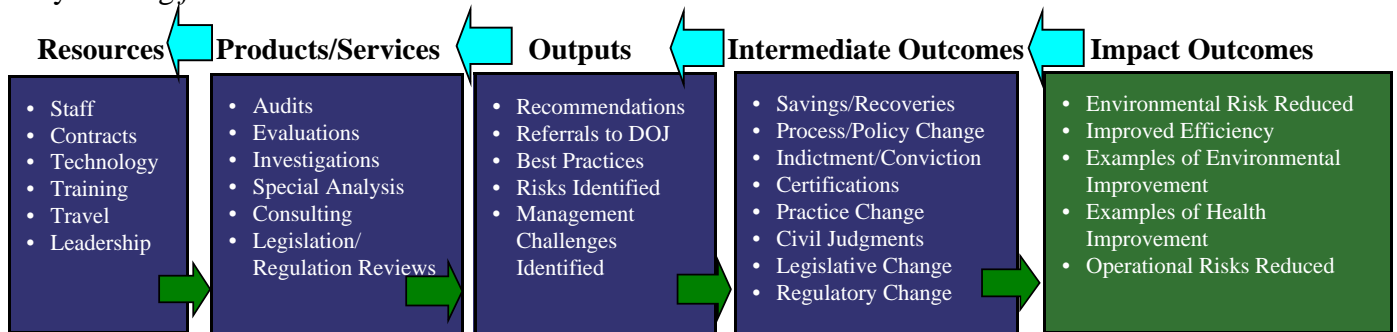 Resources
Products/Services
Outputs
Intermediate Outcomes
Impact Outcomes
• Staff
• Contracts
• Technology
• Training
• Travel
• Leadership
• Audits
• Evaluations
• Investigations
• Special Analysis
• Consulting
• Legislation/
Regulation Reviews
• Recommendations
• Referrals to DOJ
• Best Practices
• Risks Identified
• Management
Challenges
Identified
• Savings/Recoveries
• Process/Policy Change
• Indictment/Conviction
• Certifications
• Practice Change
• Civil Judgments
• Legislative Change
• Regulatory Change
• Environmental Risk Reduced
• Improved Efficiency
• Examples of Environmental
Improvement
• Examples of Health
Improvement
• Operational Risks Reduced